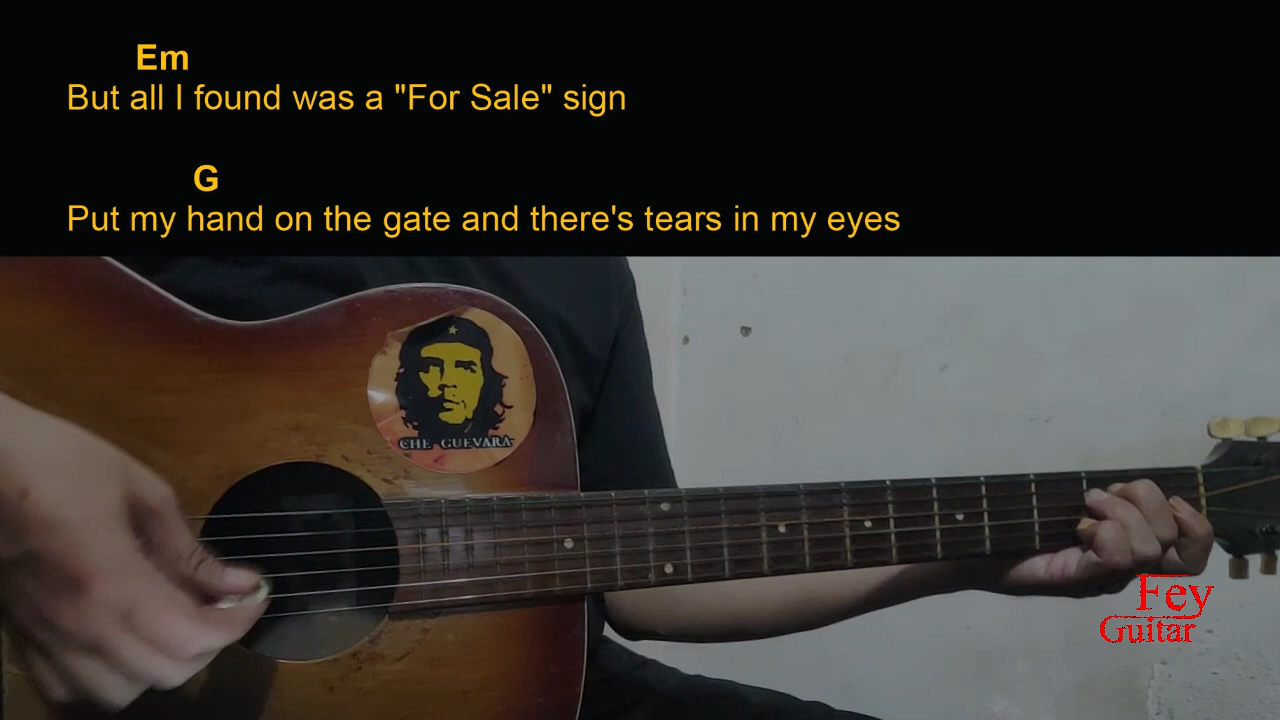 Em
But all I found was a "For Sale" sign
G
Put my hand on the gate and there's tears in my eyes
CHE GUEVARA
Fey
Guitar